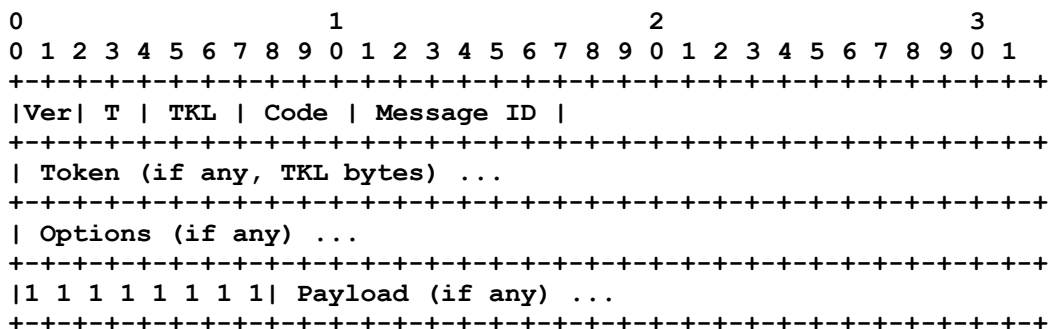 0 1 2 3
0 1 2 3 4 5 6 7 8 9 0 1 2 3 4 5 6 7 8 9 0 1 2 3 4 5 6 7 8 9 0 1
+-+-+-+-+-+-+-+-+-+-+-+-+-+-+-+-+-+-+-+-+-+-+-+-+-+-+-+-+-+-+-+-+
|Ver| T | TKL | Code | Message ID |
+-+-+-+-+-+-+-+-+-+-+-+-+-+-+-+-+-+-+-+-+-+-+-+-+-+-+-+-+-+-+-+-+
| Token (if any, TKL bytes) ...
+-+-+-+-+-+-+-+-+-+-+-+-+-+-+-+-+-+-+-+-+-+-+-+-+-+-+-+-+-+-+-+-+
| Options (if any) ...
+-+-+-+-+-+-+-+-+-+-+-+-+-+-+-+-+-+-+-+-+-+-+-+-+-+-+-+-+-+-+-+-+
|1 1 1 1 1 1 1 1| Payload (if any) ...
+-+-+-+-+-+-+-+-+-+-+-+-+-+-+-+-+-+-+-+-+-+-+-+-+-+-+-+-+-+-+-+-+